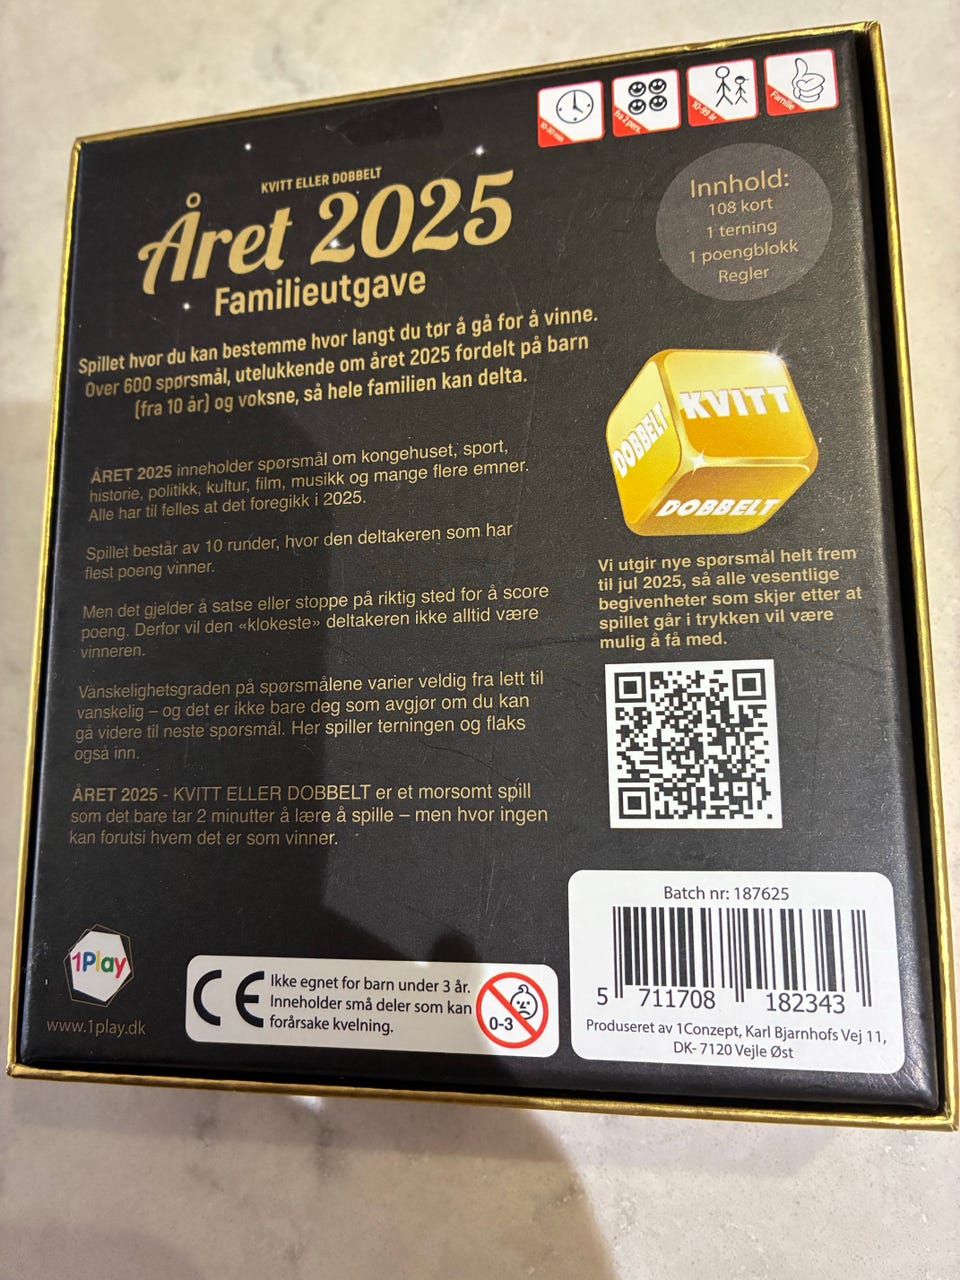 10-30 min
fra 2 pers.
10-99 år
Familie
KVITT ELLER DOBBELT
Året 2025
Familieutgave
Innhold:
108 kort
1 terning
1 poengblokk
Regler
Spillet hvor du kan bestemme hvor langt du tør å gå for å vinne.
Over 600 spørsmål, utelukkende om året 2025 fordelt på barn
(fra 10 år) og voksne, så hele familien kan delta.
DOBBELT
KVITT
DOBBELT
ÅRET 2025 inneholder spørsmål om kongehuset, sport,
historie, politikk, kultur, film, musikk og mange flere emner.
Alle har til felles at det foregikk i 2025.
Spillet består av 10 runder, hvor den deltakeren som har
flest poeng vinner.
Men det gjelder å satse eller stoppe på riktig sted for å score
poeng. Derfor vil den «klokeste» deltakeren ikke alltid være
vinneren.
Vanskelighetsgraden på spørsmålene varier veldig fra lett til
vanskelig – og det er ikke bare deg som avgjør om du kan
gå videre til neste spørsmål. Her spiller terningen og flaks
også inn.
ÅRET 2025 - KVITT ELLER DOBBELT er et morsomt spill
som det bare tar 2 minutter å lære å spille – men hvor ingen
kan forutsi hvem det er som vinner.
Vi utgir nye spørsmål helt frem
til jul 2025, så alle vesentlige
begivenheter som skjer etter at
spillet går i trykken vil være
mulig å få med.
1Play
www.1play.dk
CE
Ikke egnet for barn under 3 år.
Inneholder små deler som kan
forårsake kvelning.
0-3
Batch nr: 187625
5 711708 182343
Produseret av 1Conzept, Karl Bjarnhofs Vej 11,
DK- 7120 Vejle Øst